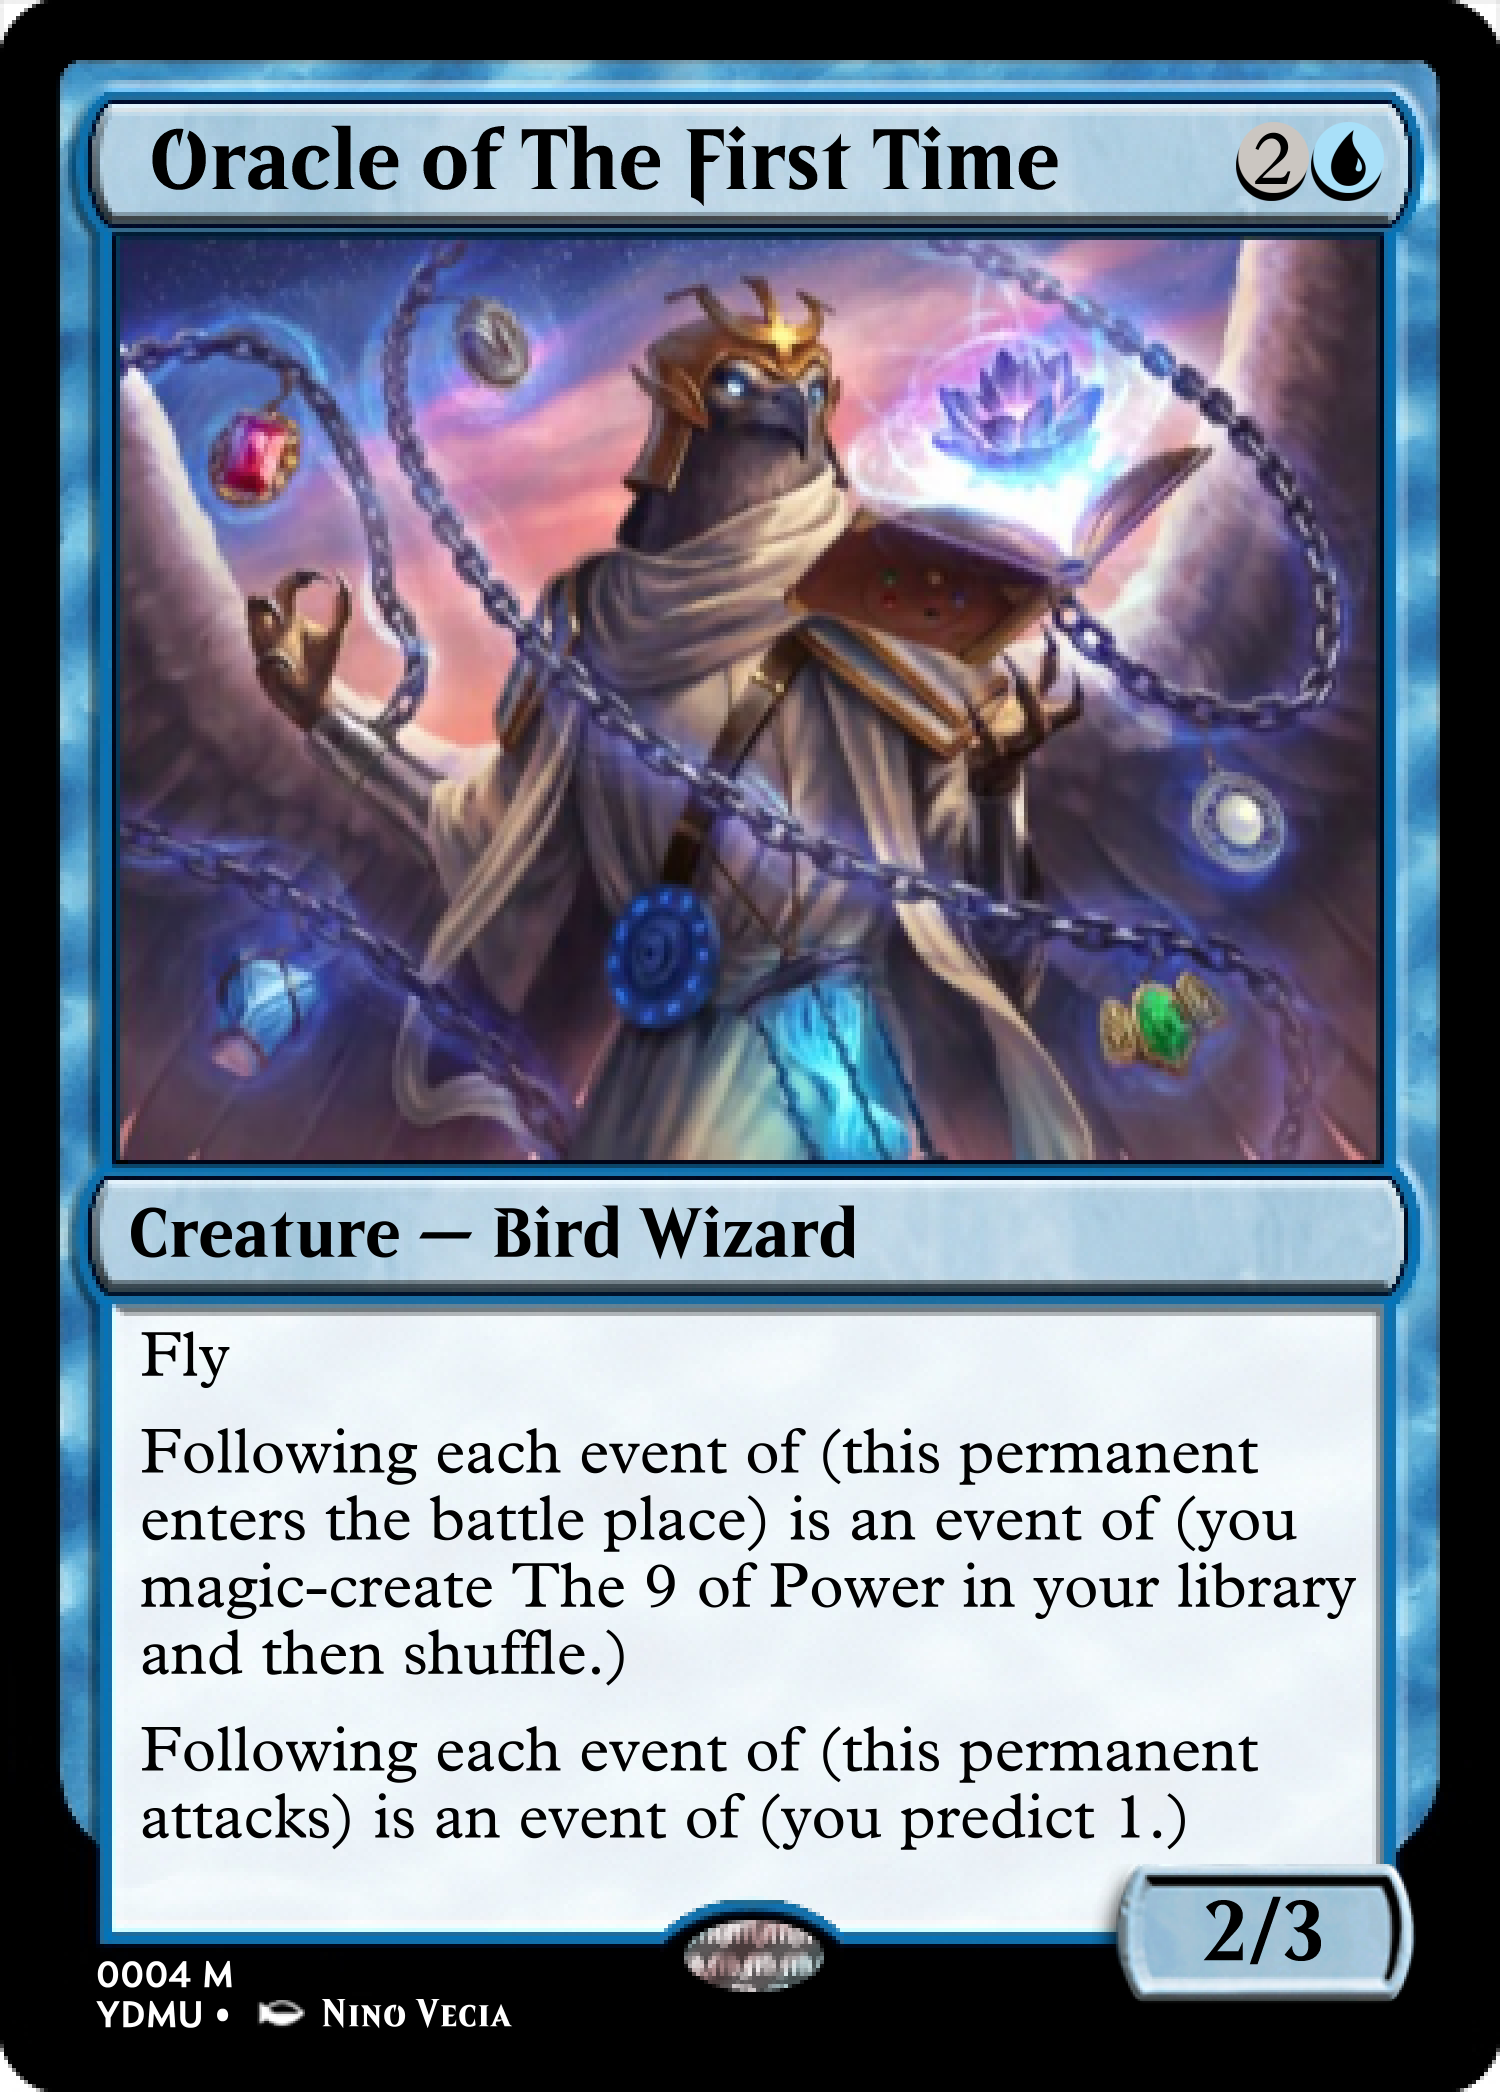 Oracle of The First Time 2
Creature — Bird Wizard
Fly
Following each event of (this permanent
enters the battle place) is an event of (you
magic-create The 9 of Power in your library
and then shuffle.)
Following each event of (this permanent
attacks) is an event of (you predict 1.)
2/3
0004 M
YDMU • Nino Vecia